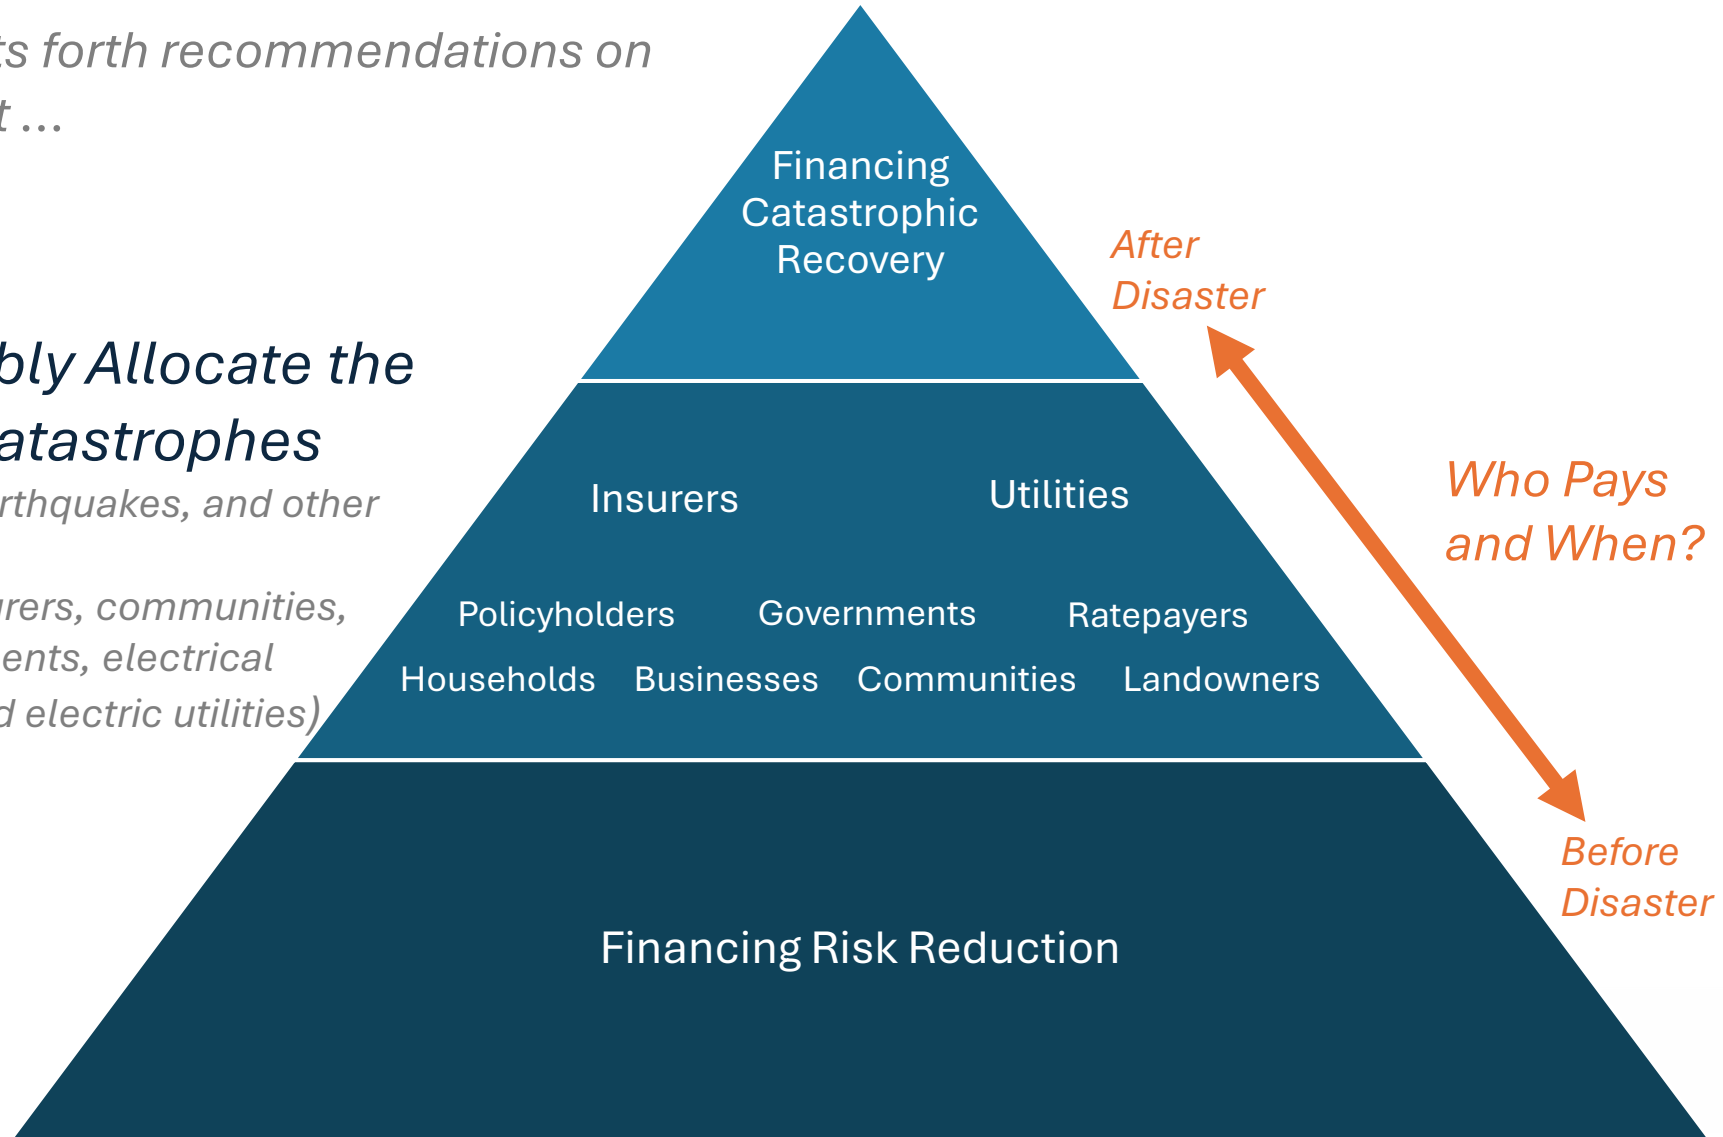 ts forth recommendations on
t ...
bly Allocate the
atastrophes
rthquakes, and other
rers, communities,
ents, electrical
d electric utilities)
Financing
Catastrophic
Recovery
Insurers
Utilities
Policyholders
Governments
Ratepayers
Households
Businesses
Communities
Landowners
Financing Risk Reduction
After
Disaster
Who Pays
and When?
Before
Disaster